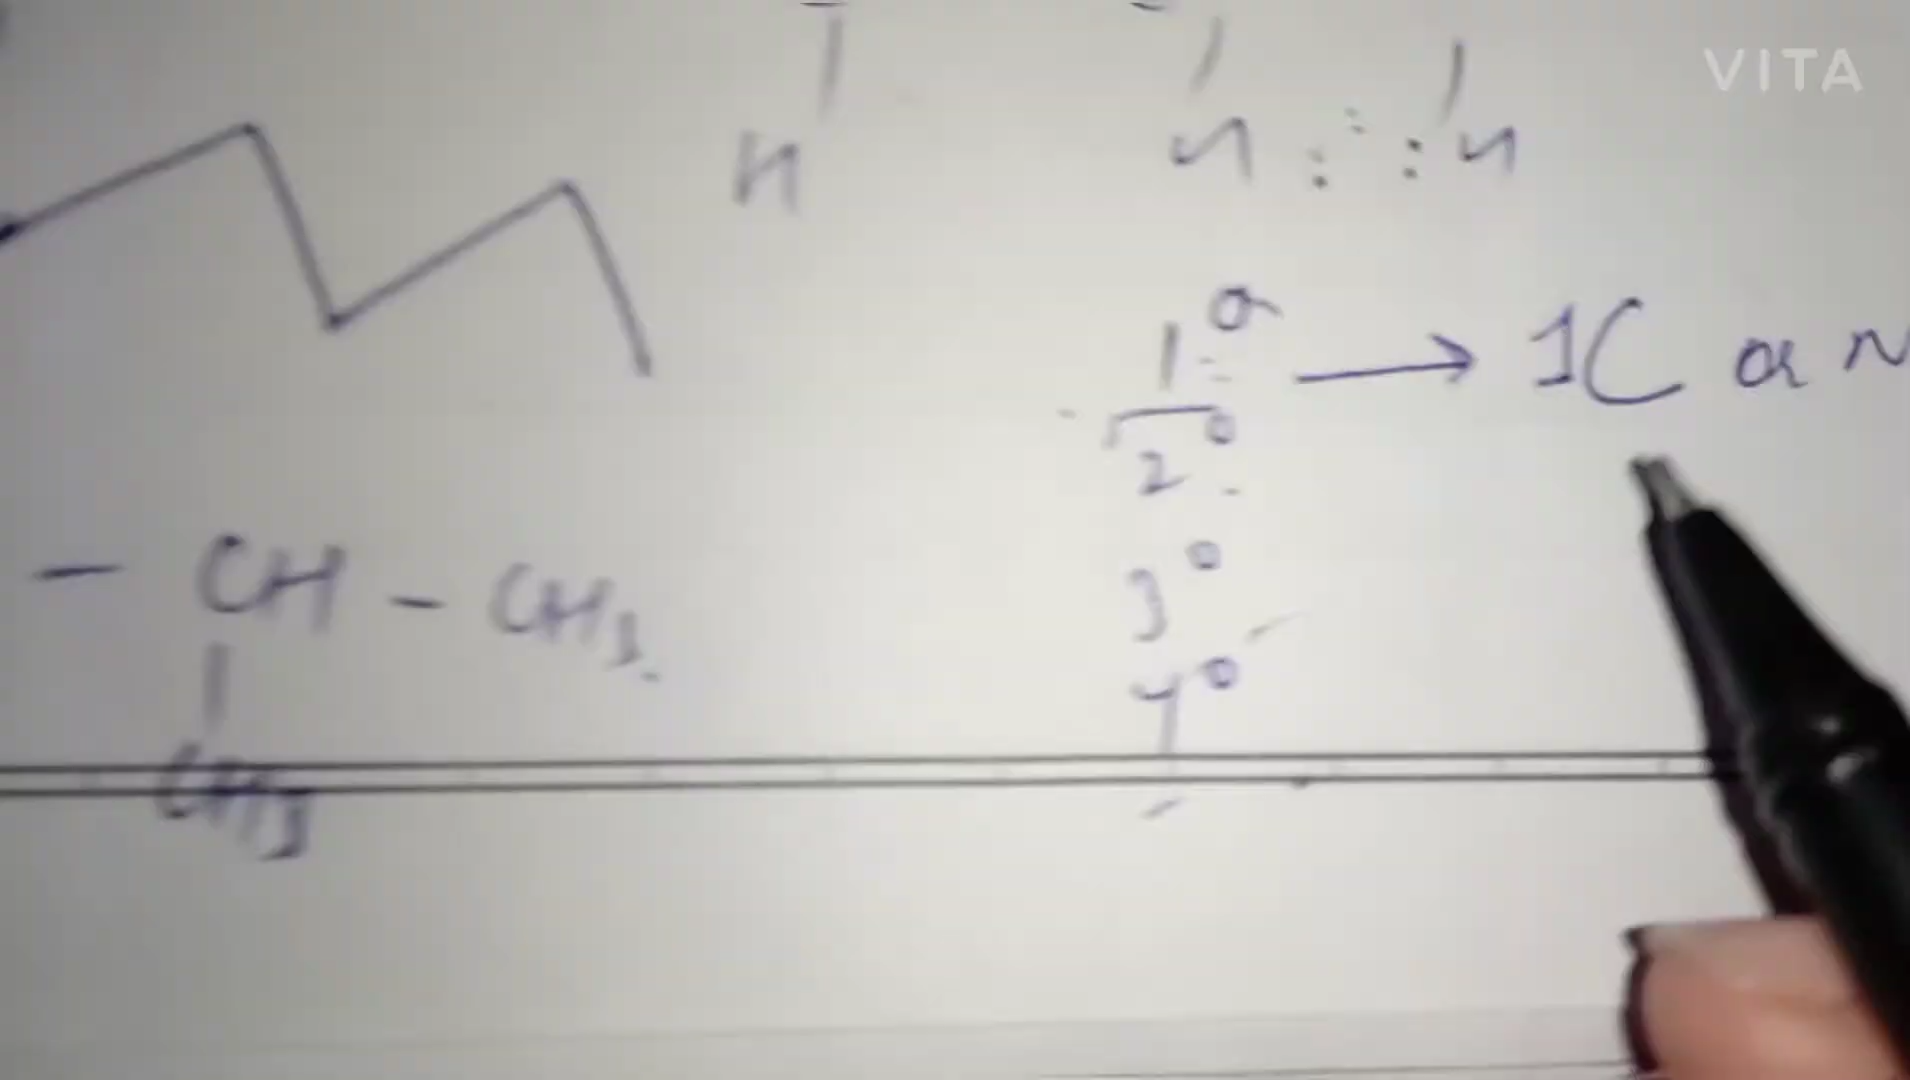 VITA
H H H
1° → 1C or N
2°
3°
- CH - CH3.
4°
CH3